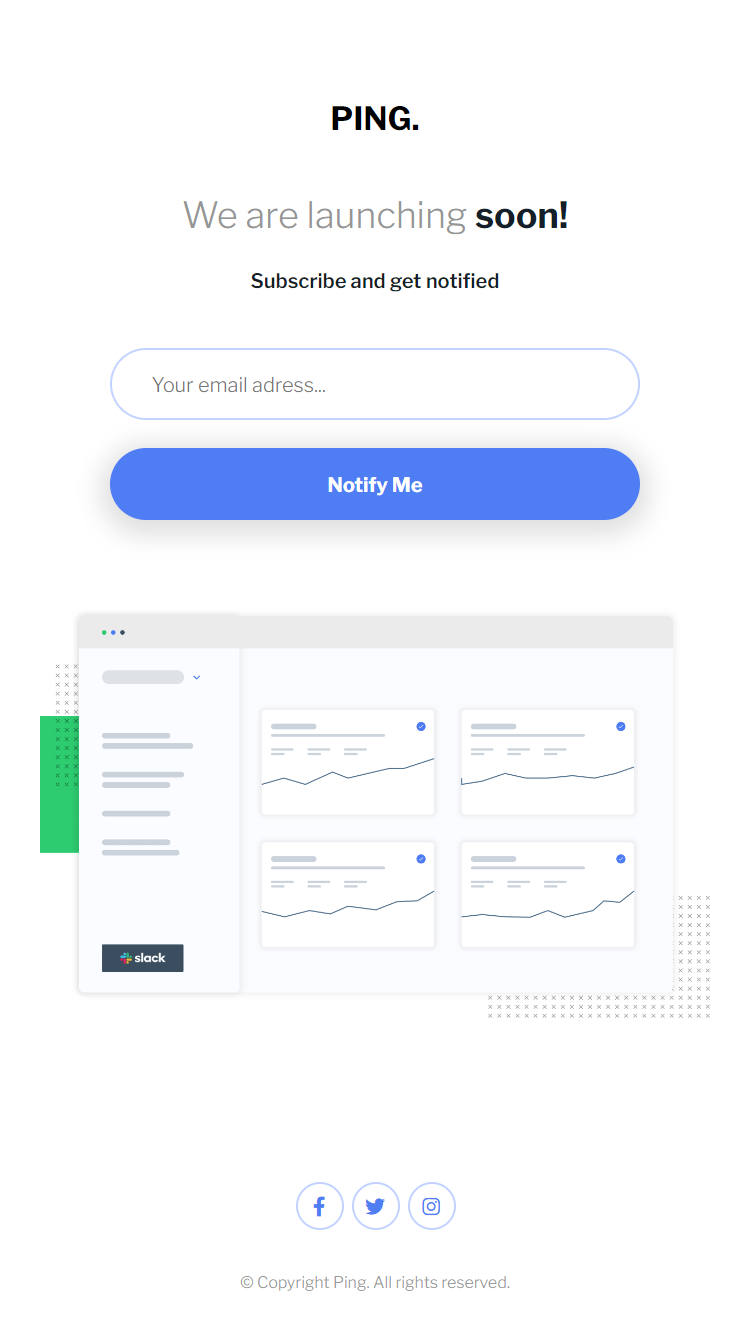 PING.
We are launching soon!
Subscribe and get notified
Your email adress...
Notify Me
slack
© Copyright Ping. All rights reserved.